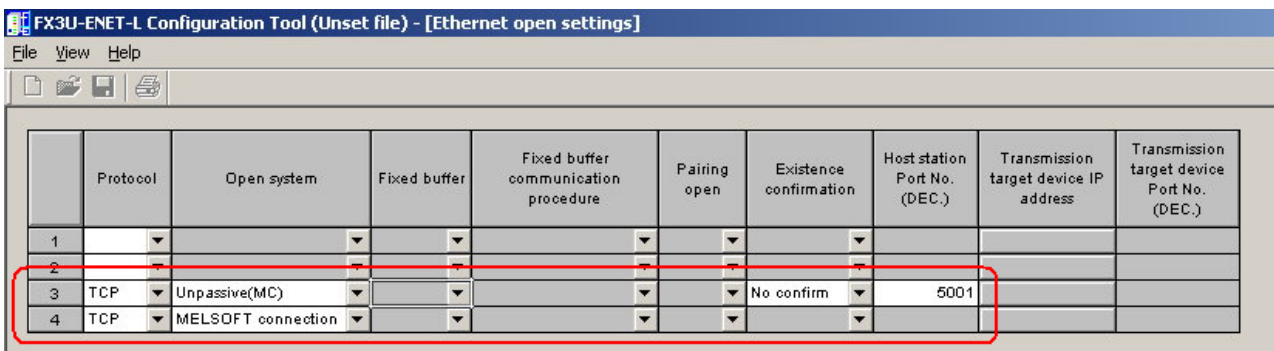 FX3U-ENET-L Configuration Tool (Unset file) - [Ethernet open settings]
File View Help
Protocol Open system Fixed buffer Fixed buffer communication procedure Pairing open Existence confirmation Host station Port No. (DEC.) Transmission target device IP address Transmission target device Port No. (DEC.)
1
2
3 TCP Unpassive(MC) No confirm 5001
4 TCP MELSOFT connection